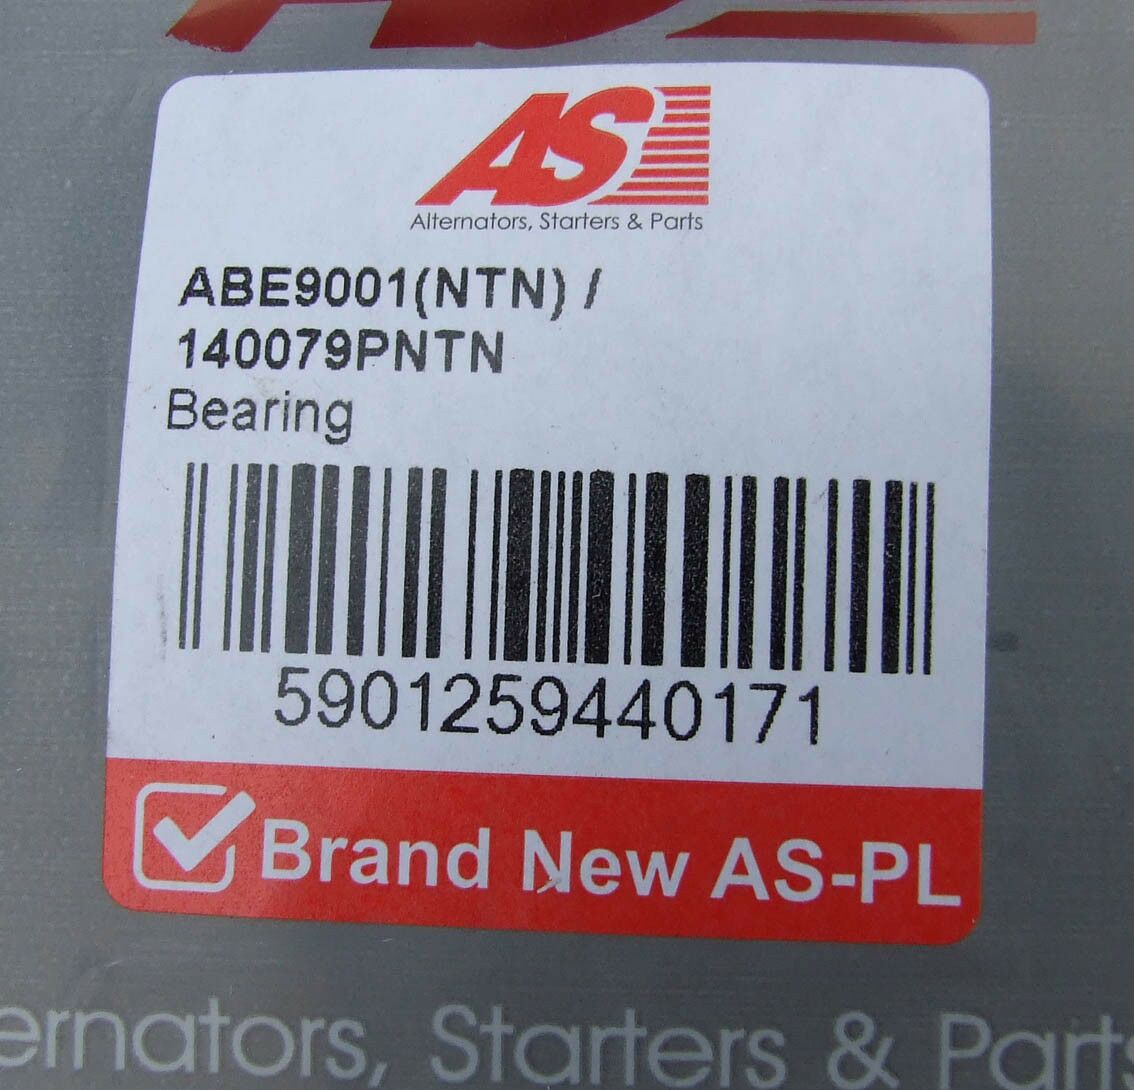 AS
Alternators, Starters & Parts
ABE9001(NTN) /
140079PNTN
Bearing
5901259440171
Brand New AS-PL
ernators, Starters & Parts